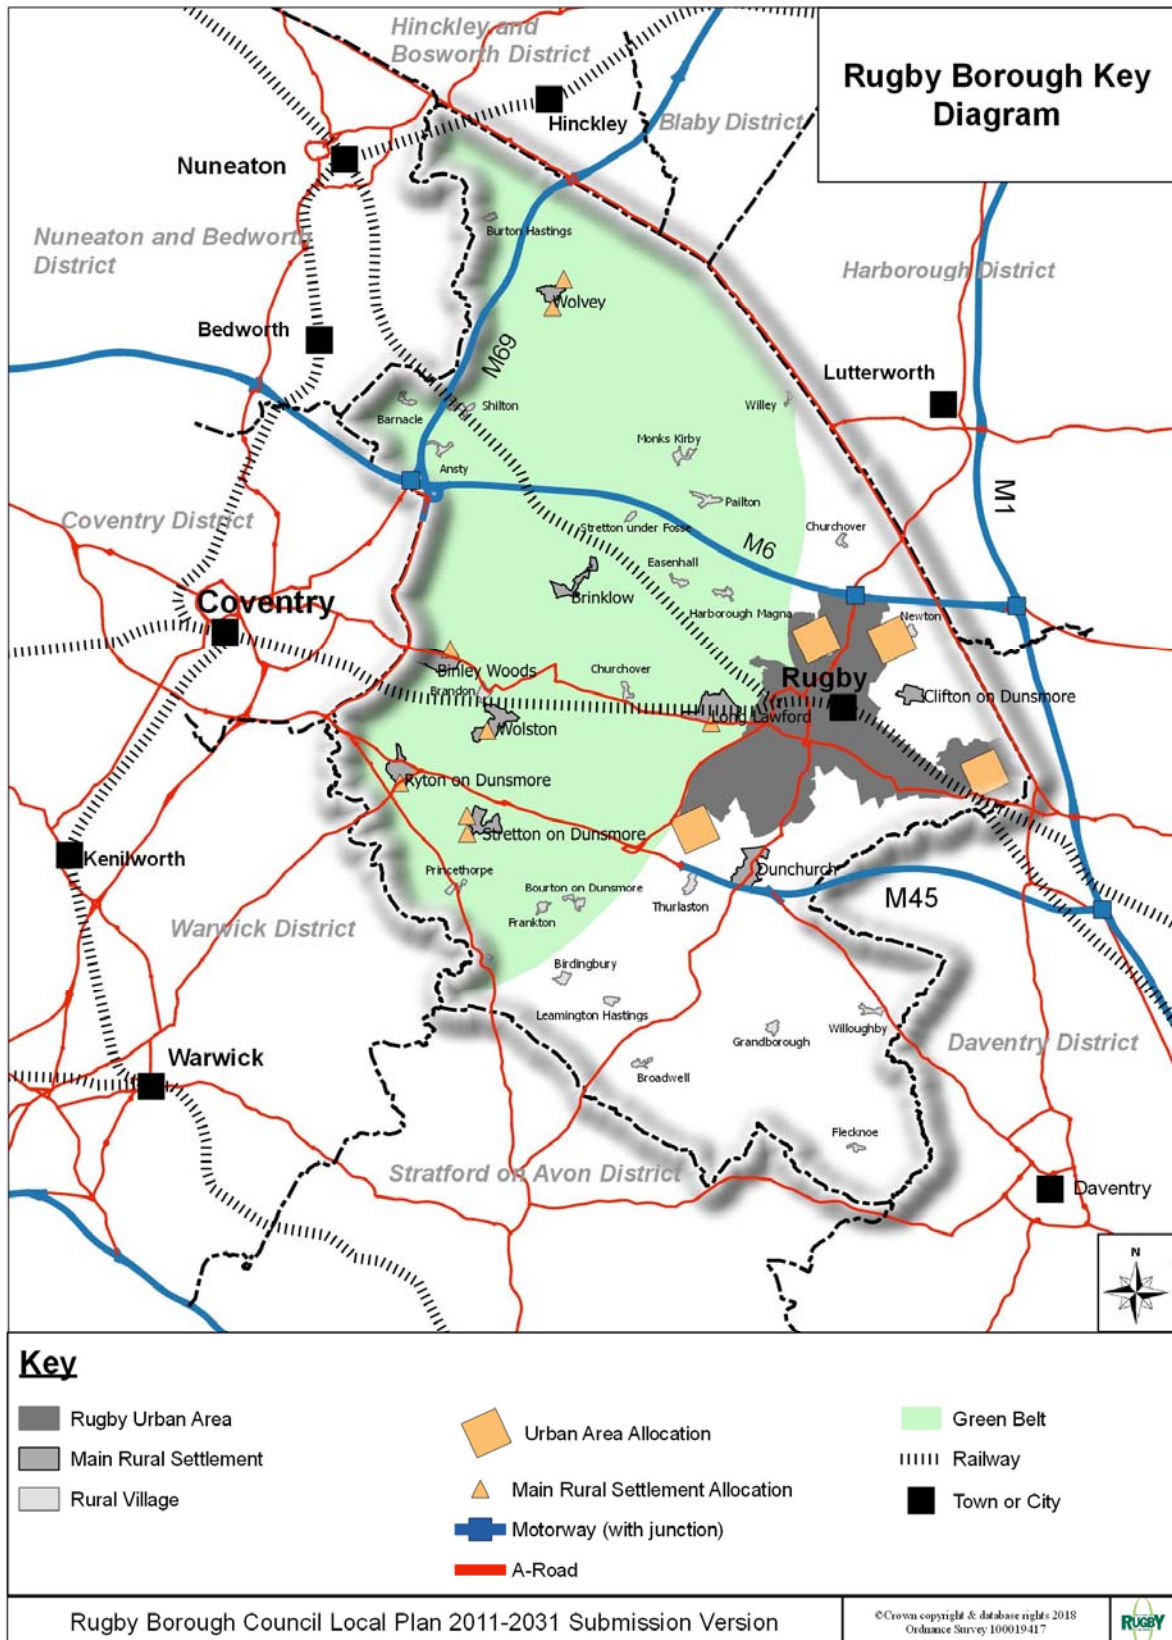 Rugby Borough Key
Diagram
Hinckley and
Bosworth District
Hinckley
Blaby District
Nuneaton
Burton Hastings
Nuneaton and Bedworth
District
Harborough District
Wolvey
Bedworth
M69
Lutterworth
Willey
Shilton
Barnacle
Monks Kirby
Ansty
Pailton
M1
Coventry District
Stretton under Fosse
Churchover
M6
Easenhall
Brinklow
Harborough Magna
Coventry
Newton
Binley Woods
Churchover
Rugby
Brandon
Clifton on Dunsmore
Long Lawford
Wolston
Ryton on Dunsmore
Stretton on Dunsmore
Kenilworth
Princethorpe
Dunchurch
Bourton on Dunsmore
Thurlaston
M45
Frankton
Warwick District
Birdingbury
Leamington Hastings
Willoughby
Grandborough
Daventry District
Warwick
Broadwell
Flecknoe
Stratford on Avon District
Daventry
N
Key
Rugby Urban Area
Main Rural Settlement
Rural Village
Urban Area Allocation
Main Rural Settlement Allocation
Motorway (with junction)
A-Road
Green Belt
Railway
Town or City
Rugby Borough Council Local Plan 2011-2031 Submission Version
©Crown copyright & database rights 2018
Ordnance Survey 100019417
RUGBY